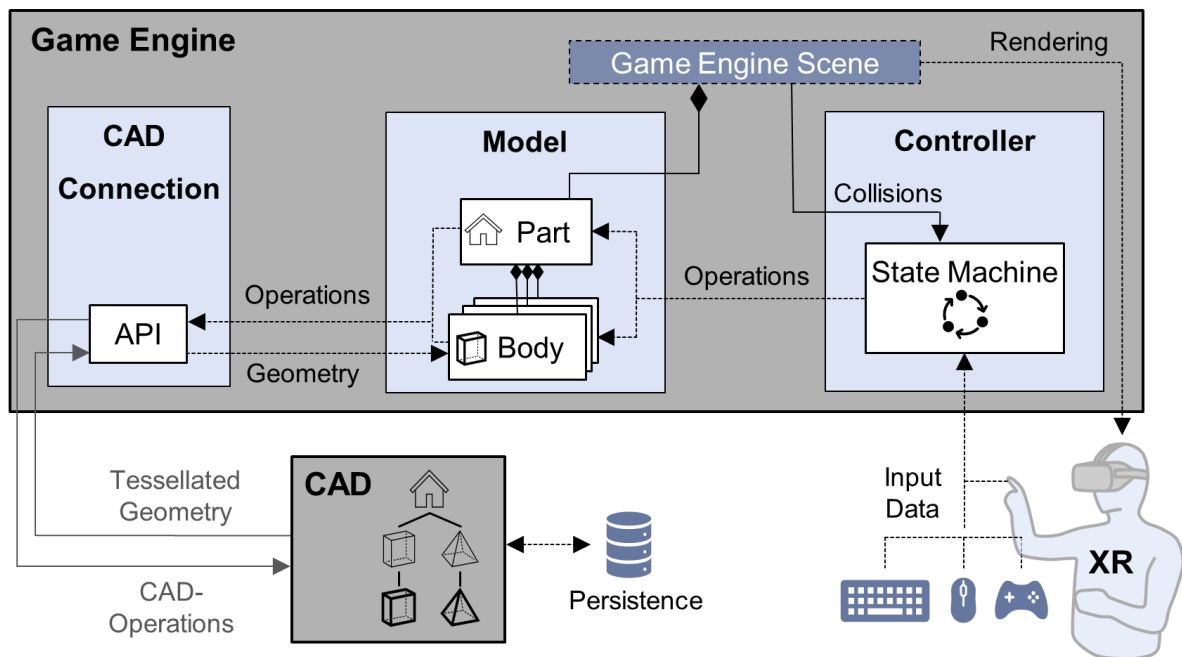 Game Engine
Game Engine Scene
Rendering
CAD
Connection
Model
Controller
Collisions
Part
State Machine
Operations
Operations
API
Body
Geometry
Tessellated
Geometry
CAD
Input
Data
XR
CAD-
Operations
Persistence